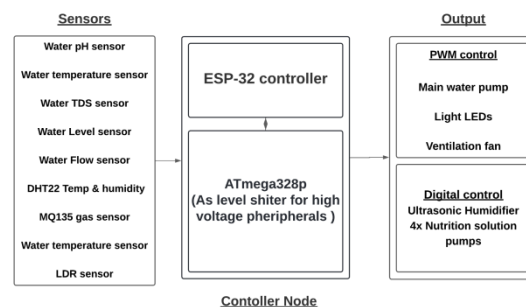 Sensors
Water pH sensor
Water temperature sensor
Water TDS sensor
Water Level sensor
Water Flow sensor
DHT22 Temp & humidity
MQ135 gas sensor
Water temperature sensor
LDR sensor
ESP-32 controller
ATmega328p
(As level shiter for high
voltage pheripherals )
Contoller Node
Output
PWM control
Main water pump
Light LEDs
Ventilation fan
Digital control
Ultrasonic Humidifier
4x Nutrition solution
pumps